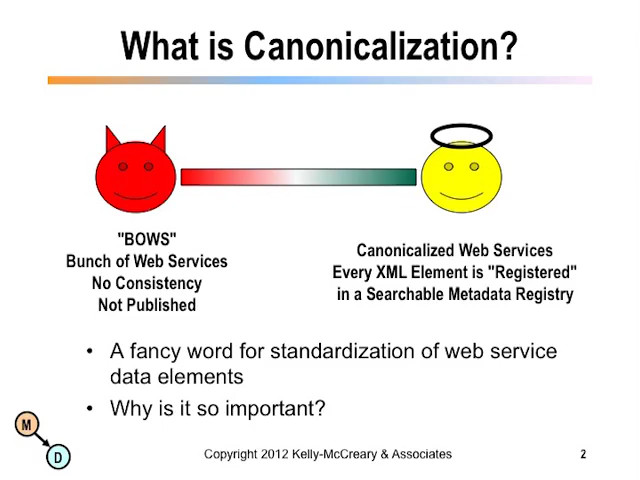 What is Canonicalization?
"BOWS"
Bunch of Web Services
No Consistency
Not Published
Canonicalized Web Services
Every XML Element is "Registered"
in a Searchable Metadata Registry
• A fancy word for standardization of web service
data elements
• Why is it so important?
M
D
Copyright 2012 Kelly-McCreary & Associates
2